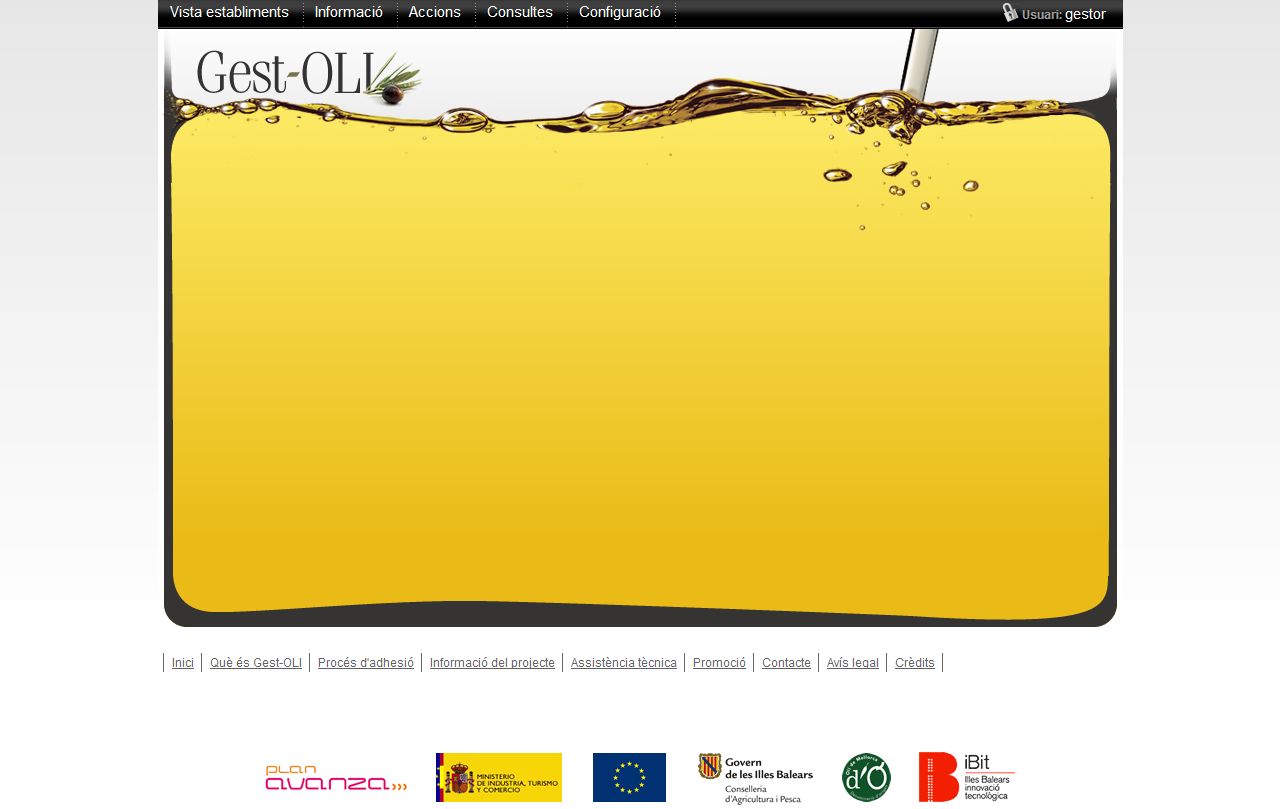 Vista establiments
Informació
Accions
Consultes
Configuració
Usuari: gestor
Gest-OLI
Inici
Què és Gest-OLI
Procés d'adhesió
Informació del projecte
Assistència tècnica
Promoció
Contacte
Avís legal
Crèdits
PLAN
avanza
MINISTERIO
DE INDUSTRIA, TURISMO
Y COMERCIO
Govern
de les Illes Balears
Conselleria
d'Agricultura i Pesca
Oli de Mallorca
d'O
iBit
Illes Balears
innovació
tecnològica